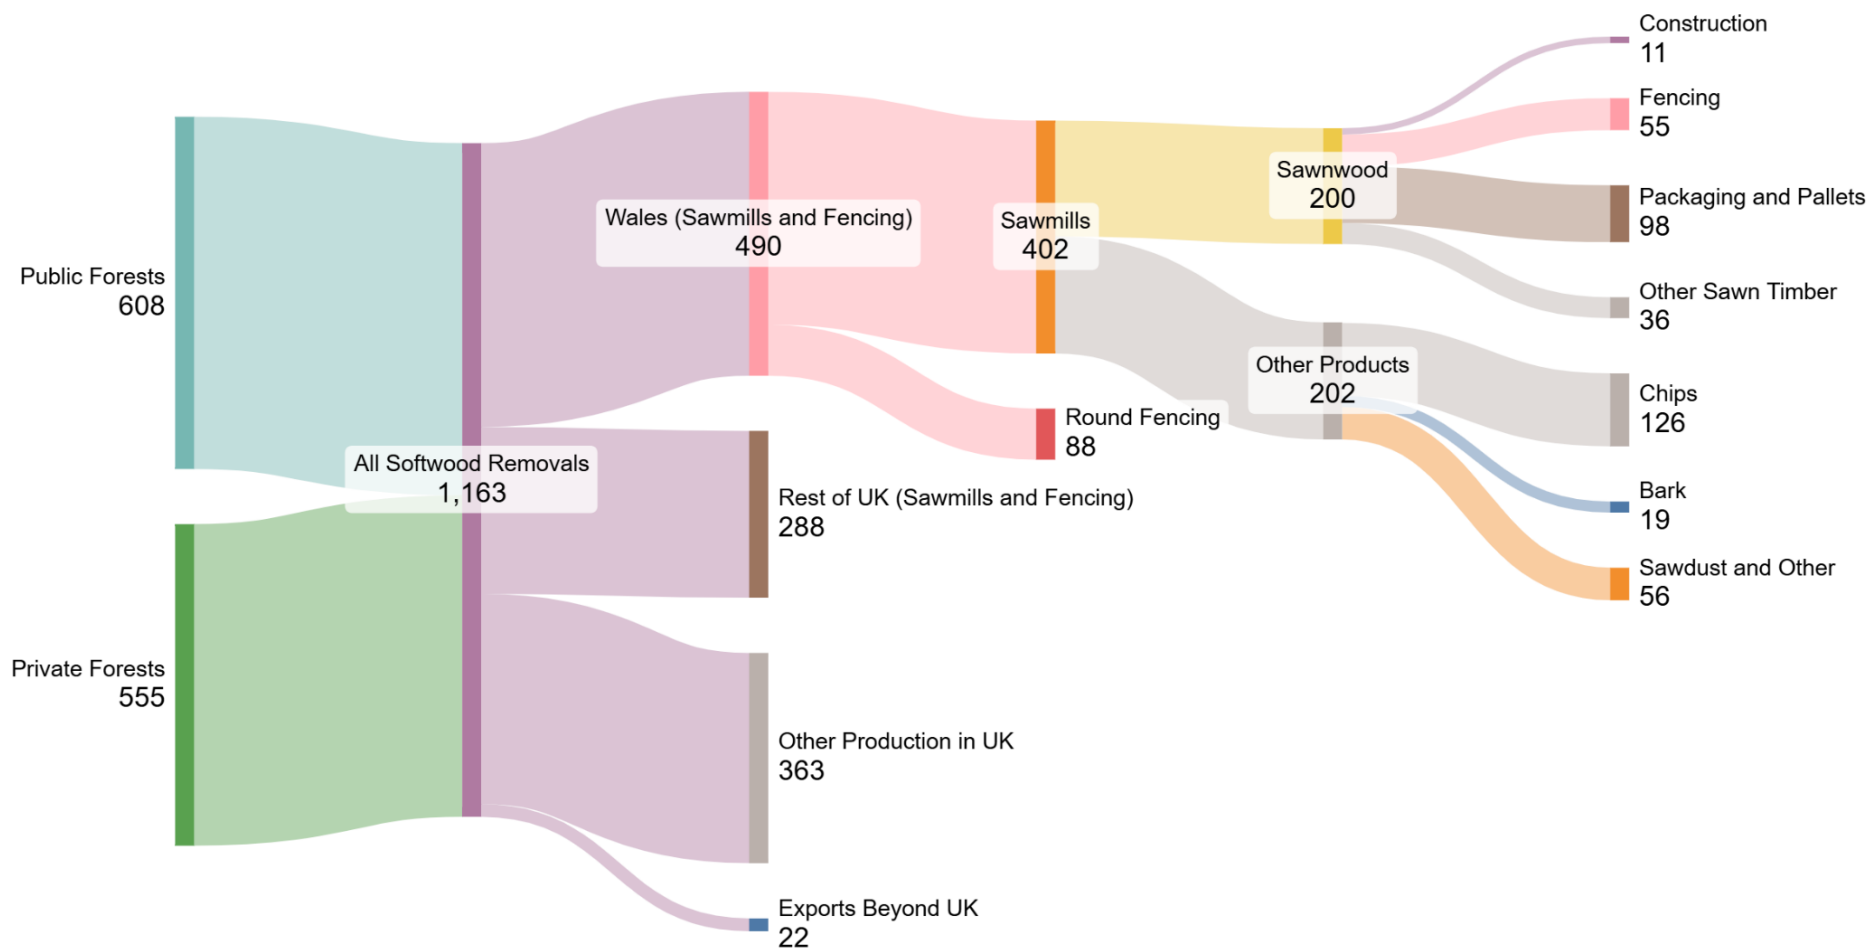 Public Forests
608
Private Forests
555
All Softwood Removals
1,163
Wales (Sawmills and Fencing)
490
Rest of UK (Sawmills and Fencing)
288
Other Production in UK
363
Exports Beyond UK
22
Sawmills
402
Round Fencing
88
Sawnwood
200
Other Products
202
Construction
11
Fencing
55
Packaging and Pallets
98
Other Sawn Timber
36
Chips
126
Bark
19
Sawdust and Other
56